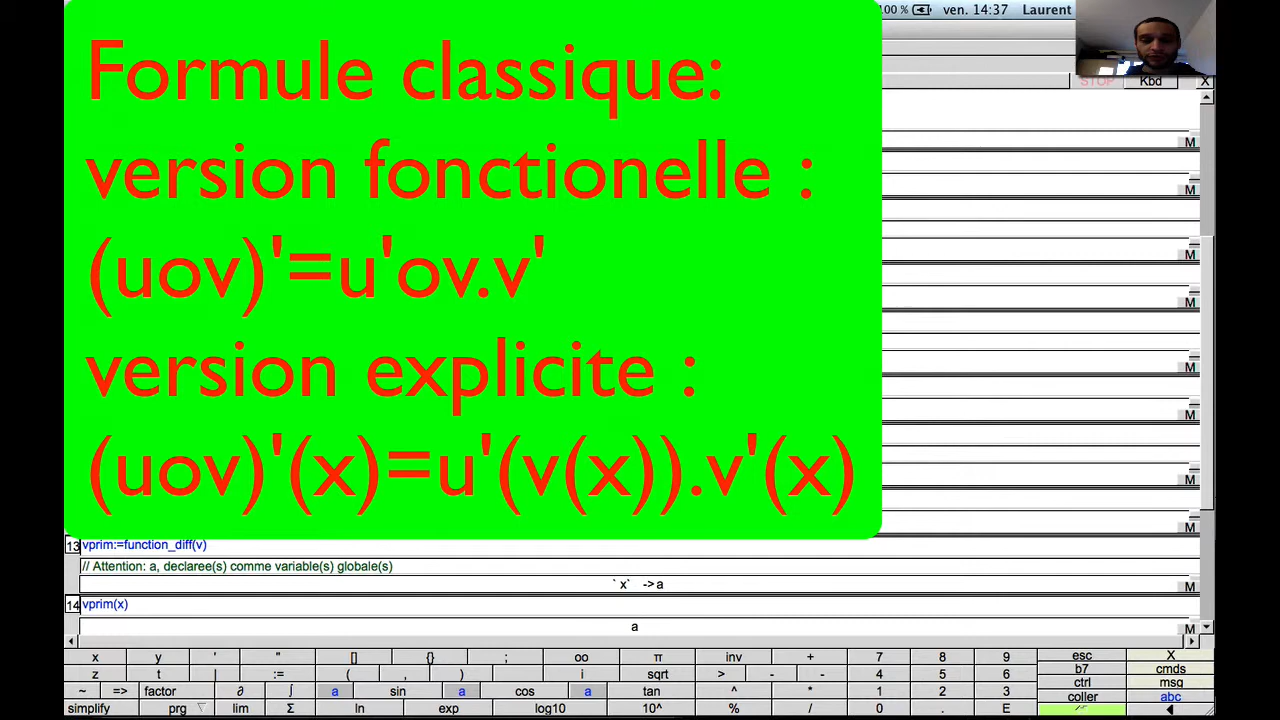 Formule classique:
version fonctionelle :
(uov)'=u'ov.v'
version explicite :
(uov)'(x)=u'(v(x)).v'(x)
100 % ven. 14:37 Laurent
STOP Kbd X
M
M
M
M
M
M
M
M
13 vprim:=function_diff(v)
// Attention: a, declaree(s) comme variable(s) globale(s)
` x` ->a M
14 vprim(x)
a M
x y ' " [] {} ; oo π inv + 7 8 9 esc X
z t | := ( , ) i sqrt > - - 4 5 6 b7 cmds
~ => factor ∂ ∫ a sin a cos a tan ^ * 1 2 3 ctrl msg
simplify prg lim Σ ln exp log10 10^ % / 0 . E coller abc